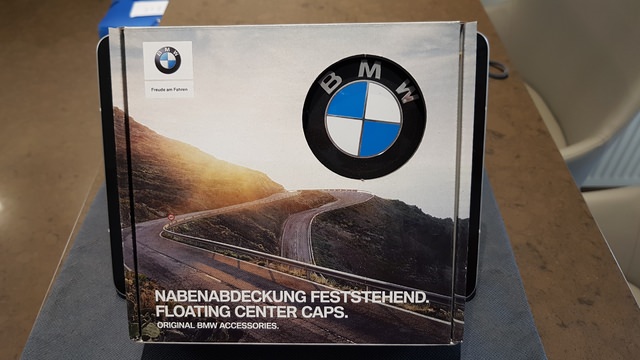 BMW
Freude am Fahren
BMW
NABENABDECKUNG FESTSTEHEND.
FLOATING CENTER CAPS.
ORIGINAL BMW ACCESSORIES.